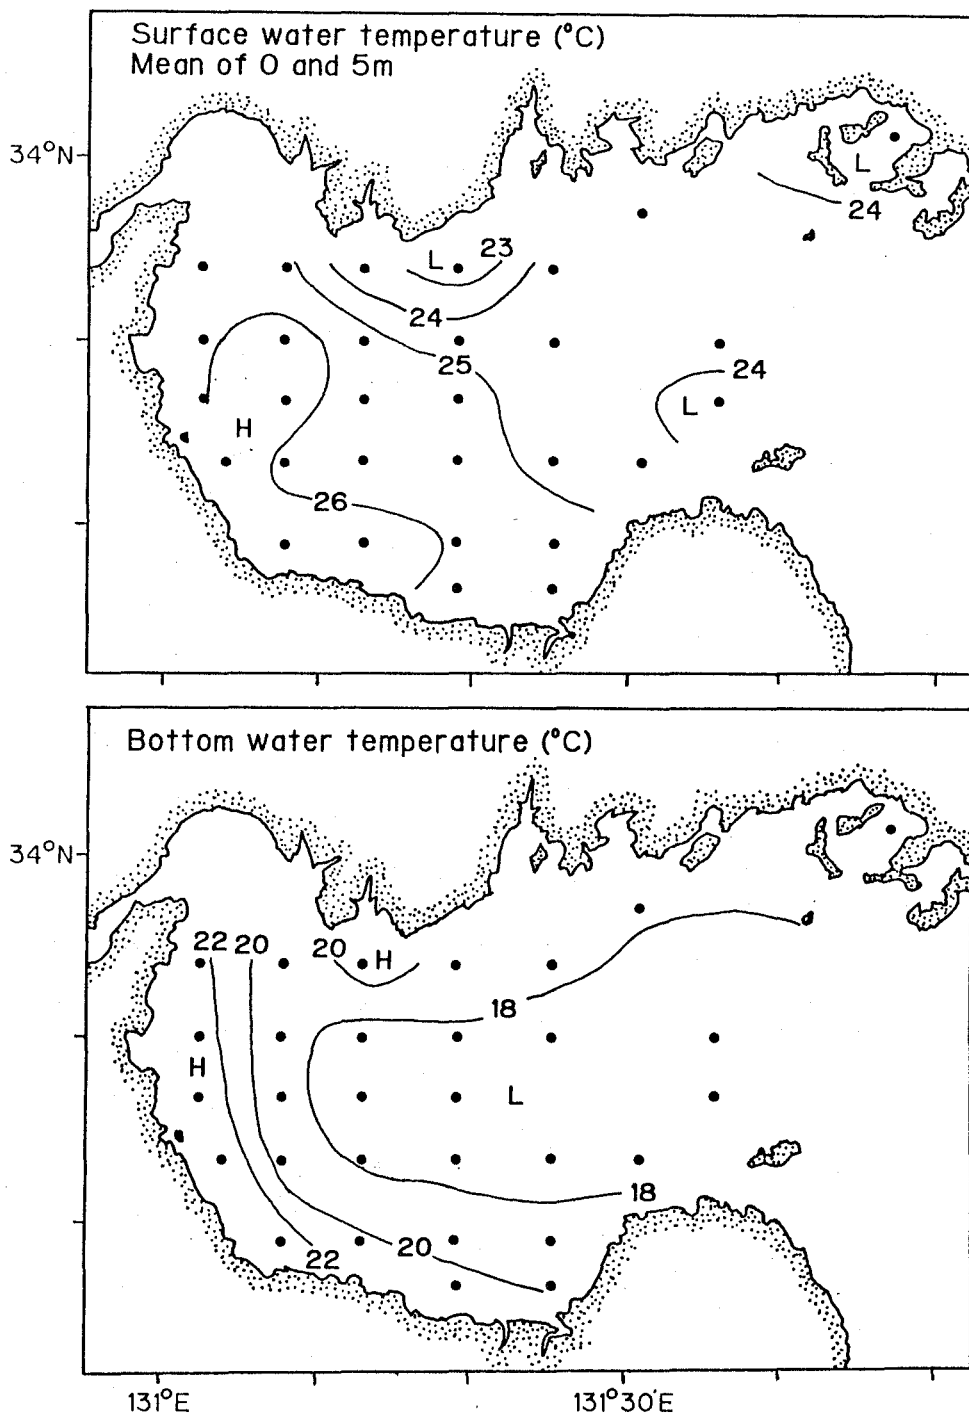 Surface water temperature (°C)
Mean of 0 and 5m
34°N
L
24
L 23
24
25
24
L
H
26
Bottom water temperature (°C)
34°N
22 20 20 H
18
H
L
18
20
22
131°E 131°30'E